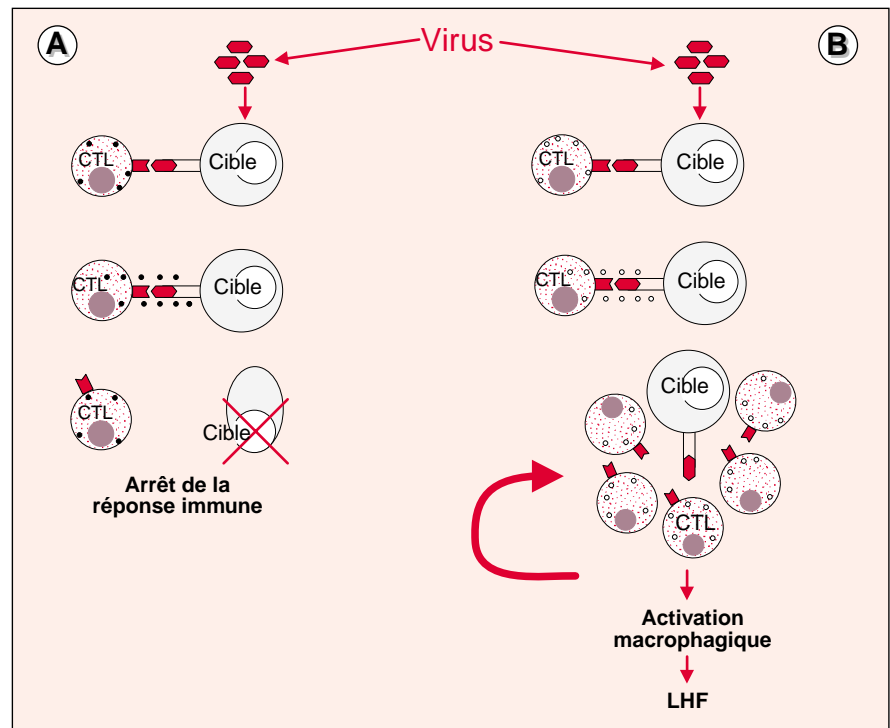 A
Virus
B
CTL
Cible
CTL
Cible
CTL
Cible
CTL
Cible
CTL
Cible
Arrêt de la
réponse immune
Cible
CTL
Activation
macrophagique
LHF